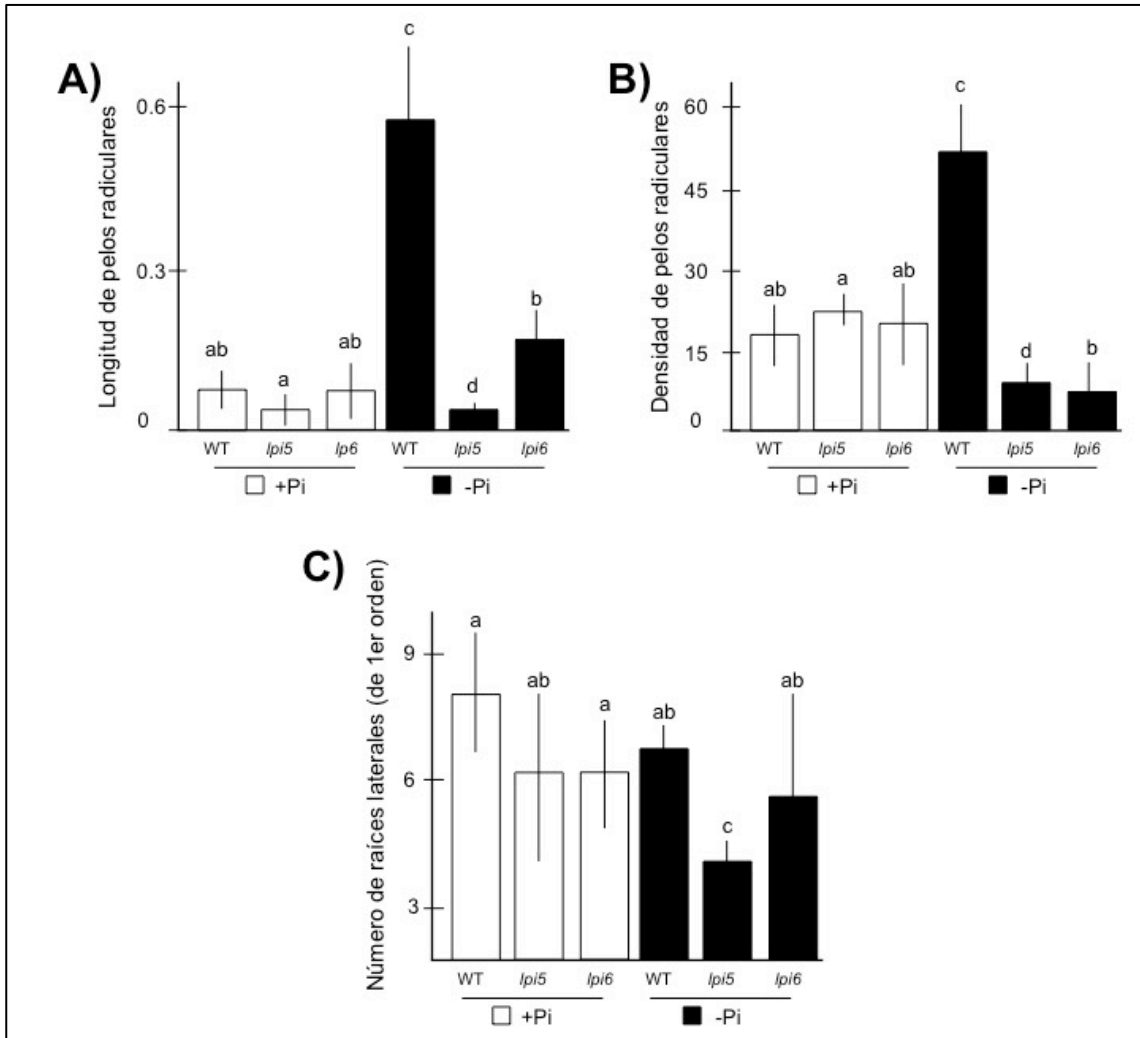 A)
Longitud de pelos radiculares
0.6
0.3
0
ab
a
ab
c
d
b
WT
lpi5
lp6
WT
lpi5
lpi6
+Pi
-Pi
B)
Densidad de pelos radiculares
60
45
30
15
0
ab
a
ab
c
d
b
WT
lpi5
lpi6
WT
lpi5
lpi6
+Pi
-Pi
C)
Número de raíces laterales (de 1er orden)
9
6
3
a
ab
a
ab
c
ab
WT
lpi5
lpi6
WT
lpi5
lpi6
+Pi
-Pi